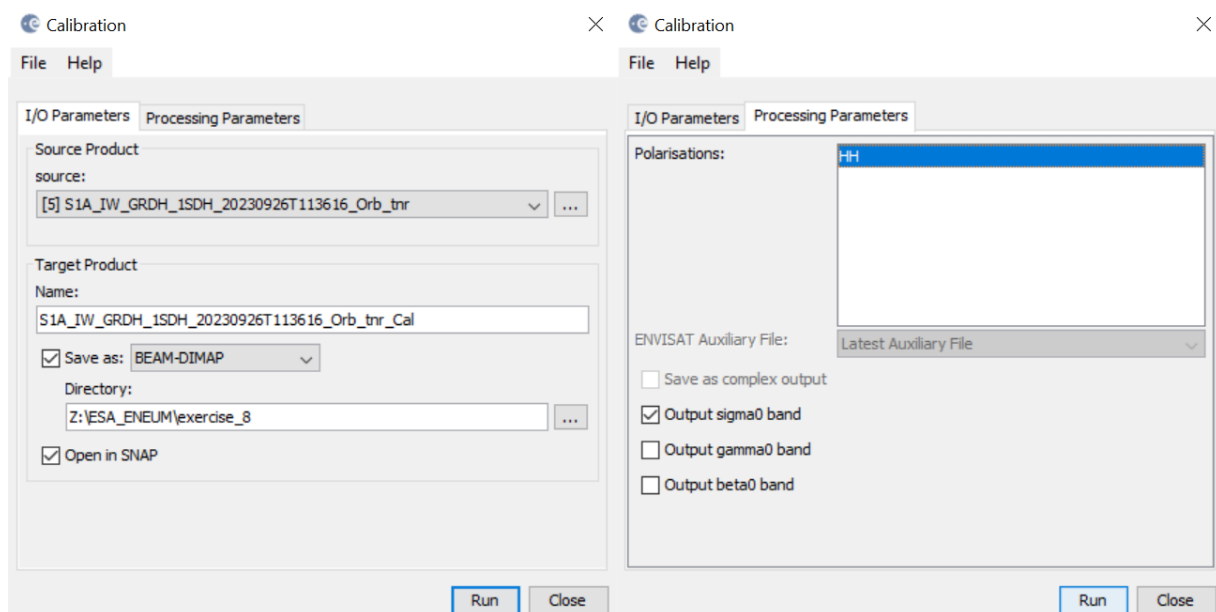 Calibration
File Help
I/O Parameters Processing Parameters
Source Product
source:
[5] S1A_IW_GRDH_1SDH_20230926T113616_Orb_tnr ...
Target Product
Name:
S1A_IW_GRDH_1SDH_20230926T113616_Orb_tnr_Cal
Save as: BEAM-DIMAP
Directory:
Z:\ESA_ENEUM\exercise_8 ...
Open in SNAP
Run Close
Calibration
File Help
I/O Parameters Processing Parameters
Polarisations: HH
ENVISAT Auxiliary File: Latest Auxiliary File
Save as complex output
Output sigma0 band
Output gamma0 band
Output beta0 band
Run Close